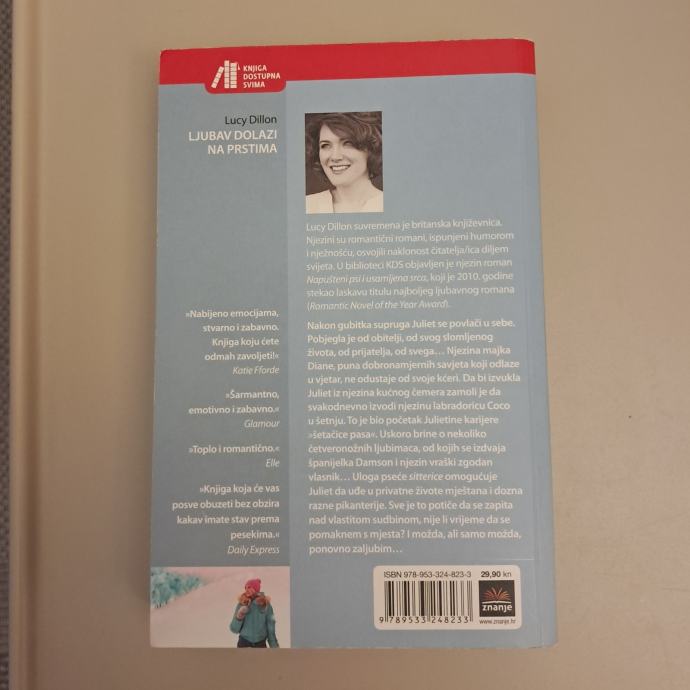 KNJIGA
DOSTUPNA
SVIMA
Lucy Dillon
LJUBAV DOLAZI
NA PRSTIMA
»Nabijeno emocijama,
stvarno i zabavno.
Knjiga koju ćete
odmah zavoljeti!«
Katie Fforde
»Šarmantno,
emotivno i zabavno.«
Glamour
»Toplo i romantično.«
Elle
»Knjiga koja će vas
posve obuzeti bez obzira
kakav imate stav prema
pesekima.«
Daily Express
Lucy Dillon suvremena je britanska književnica.
Njezini su romantični romani, ispunjeni humorom
i nježnošću, osvojili naklonost čitatelja/ica diljem
svijeta. U biblioteci KDS objavljen je njezin roman
Napušteni psi i usamljena srca, koji je 2010. godine
stekao laskavu titulu najboljeg ljubavnog romana
(Romantic Novel of the Year Award).
Nakon gubitka supruga Juliet se povlači u sebe.
Pobjegla je od obitelji, od svog slomljenog
života, od prijatelja, od svega... Njezina majka
Diane, puna dobronamjernih savjeta koji odlaze
u vjetar, ne odustaje od svoje kćeri. Da bi izvukla
Juliet iz njezina kućnog čemera zamoli je da
svakodnevno izvodi njezinu labradoricu Coco
u šetnju. To je bio početak Julietine karijere
»šetačice pasa«. Uskoro brine o nekoliko
četveronožnih ljubimaca, od kojih se izdvaja
španijelka Damson i njezin vraški zgodan
vlasnik... Uloga pseće sitterice omogućuje
Juliet da uđe u privatne živote mještana i dozna
razne pikanterije. Sve je to potiče da se zapita
nad vlastitom sudbinom, nije li vrijeme da se
pomaknem s mjesta? I možda, ali samo možda,
ponovno zaljubim...
ISBN 978-953-324-823-3
29,90 kn
9 789533 248233
znanje
www.znanje.hr